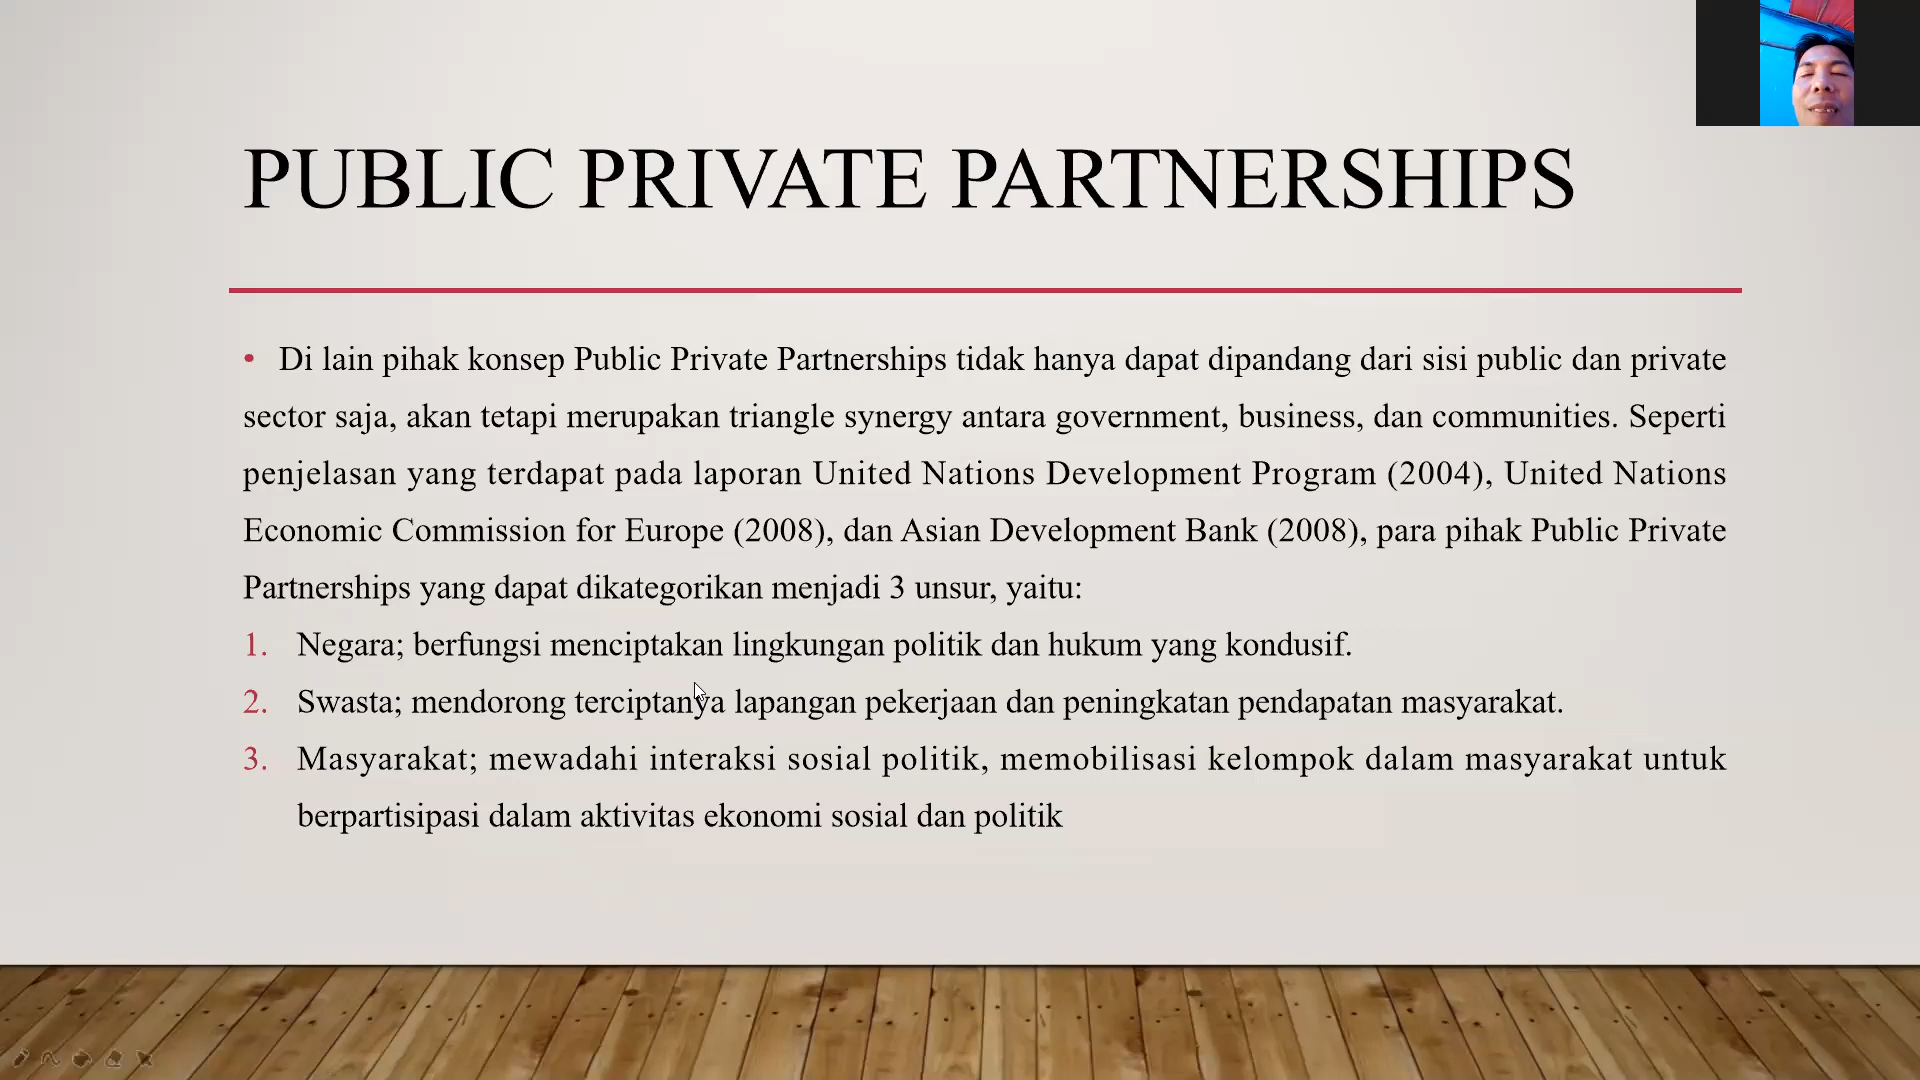 PUBLIC PRIVATE PARTNERSHIPS
• Di lain pihak konsep Public Private Partnerships tidak hanya dapat dipandang dari sisi public dan private
sector saja, akan tetapi merupakan triangle synergy antara government, business, dan communities. Seperti
penjelasan yang terdapat pada laporan United Nations Development Program (2004), United Nations
Economic Commission for Europe (2008), dan Asian Development Bank (2008), para pihak Public Private
Partnerships yang dapat dikategorikan menjadi 3 unsur, yaitu:
1. Negara; berfungsi menciptakan lingkungan politik dan hukum yang kondusif.
2. Swasta; mendorong terciptanya lapangan pekerjaan dan peningkatan pendapatan masyarakat.
3. Masyarakat; mewadahi interaksi sosial politik, memobilisasi kelompok dalam masyarakat untuk
berpartisipasi dalam aktivitas ekonomi sosial dan politik